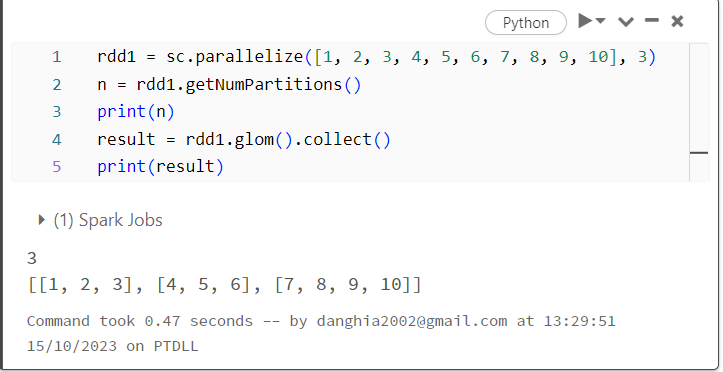 Python
1 rdd1 = sc.parallelize([1, 2, 3, 4, 5, 6, 7, 8, 9, 10], 3)
2 n = rdd1.getNumPartitions()
3 print(n)
4 result = rdd1.glom().collect()
5 print(result)
(1) Spark Jobs
3
[[1, 2, 3], [4, 5, 6], [7, 8, 9, 10]]
Command took 0.47 seconds -- by danghia2002@gmail.com at 13:29:51
15/10/2023 on PTDLL